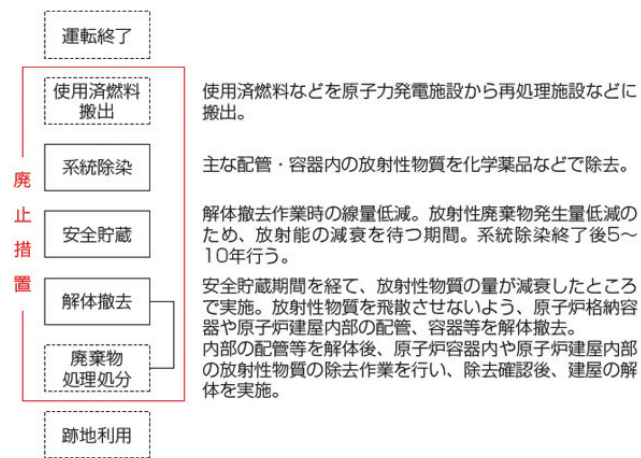 運転終了
廃止措置
使用済燃料
搬出
使用済燃料などを原子力発電施設から再処理施設などに
搬出。
系統除染
主な配管・容器内の放射性物質を化学薬品などで除去。
安全貯蔵
解体撤去作業時の線量低減。放射性廃棄物発生量低減の
ため、放射能の減衰を待つ期間。系統除染終了後5～
10年行う。
解体撤去
安全貯蔵期間を経て、放射性物質の量が減衰したところ
で実施。放射性物質を飛散させないよう、原子炉格納容
器や原子炉建屋内部の配管、容器等を解体撤去。
廃棄物
処理処分
内部の配管等を解体後、原子炉容器内や原子炉建屋内部
の放射性物質の除去作業を行い、除去確認後、建屋の解
体を実施。
跡地利用